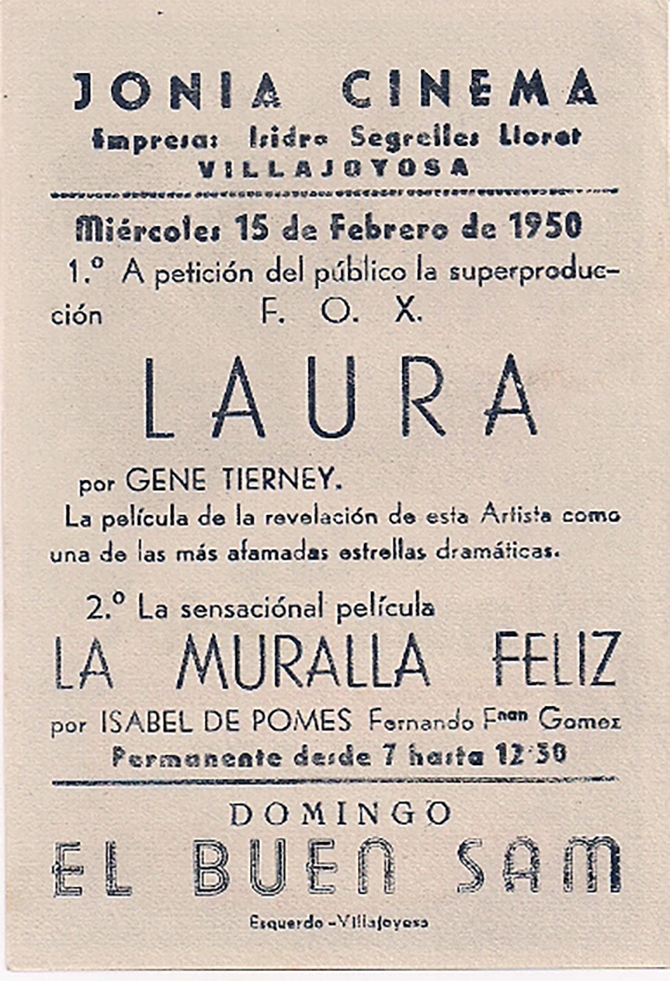 JONIA CINEMA
Empresa: Isidro Segrelles Lloret
VILLAJOYOSA
Miércoles 15 de Febrero de 1950
1.º A petición del público la superproduc-
ción F. O. X.
LAURA
por GENE TIERNEY.
La película de la revelación de esta Artista como
una de las más afamadas estrellas dramáticas.
2.º La sensaciónal película
LA MURALLA FELIZ
por ISABEL DE POMES Fernando Fnan Gomez
Permanente desde 7 hasta 12'30
DOMINGO
EL BUEN SAM
Esquerdo-Villajoyosa